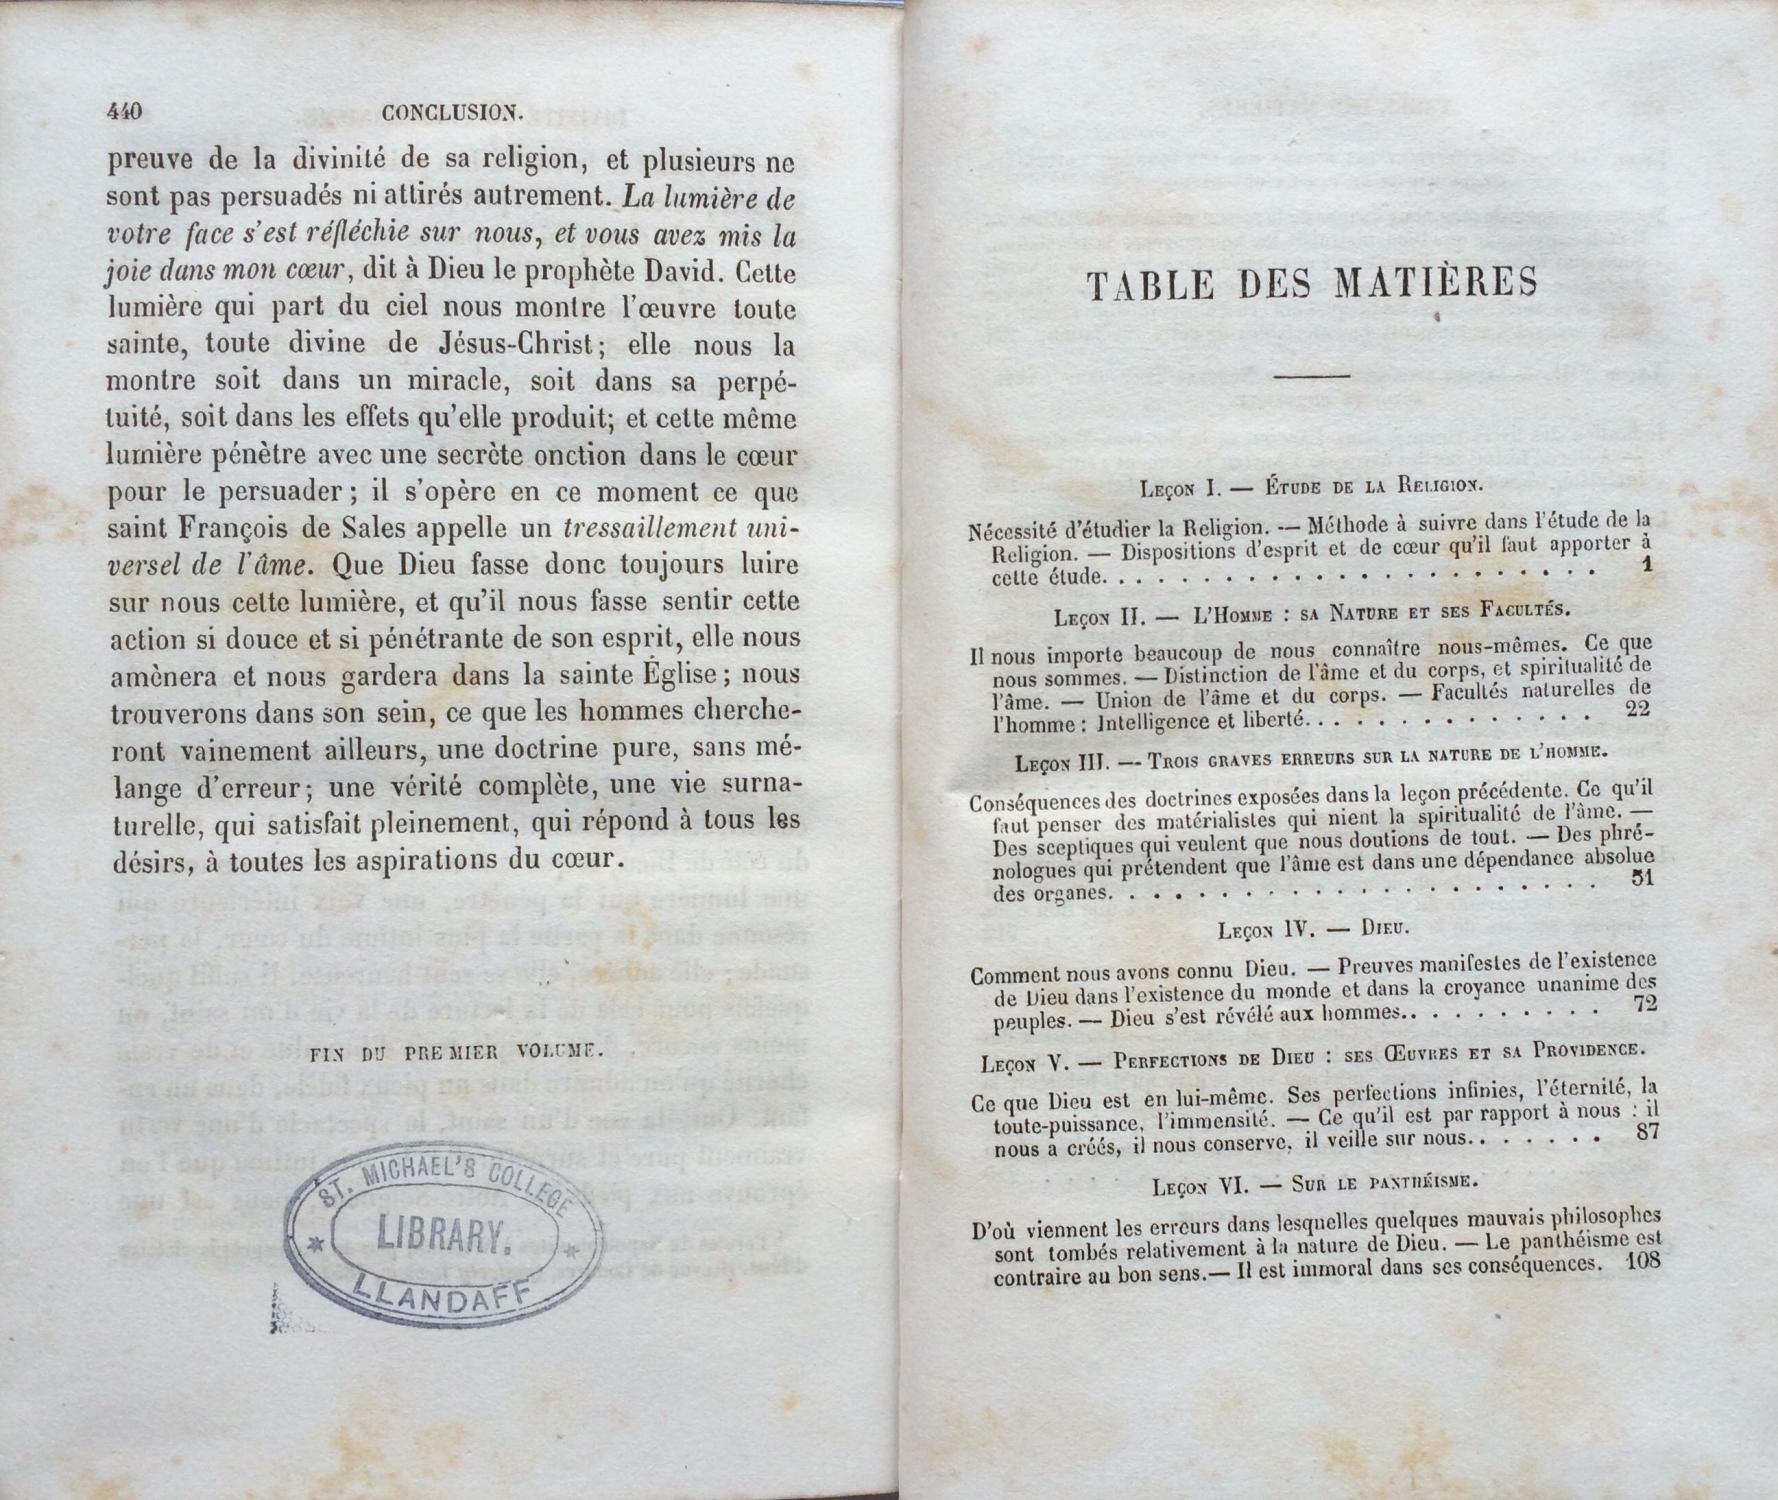 440
CONCLUSION.
preuve de la divinité de sa religion, et plusieurs ne
sont pas persuadés ni attirés autrement. La lumière de
votre face s'est réfléchie sur nous, et vous avez mis la
joie dans mon cœur, dit à Dieu le prophète David. Cette
lumière qui part du ciel nous montre l'œuvre toute
sainte, toute divine de Jésus-Christ; elle nous la
montre soit dans un miracle, soit dans sa perpé-
tuité, soit dans les effets qu'elle produit; et cette même
lumière pénètre avec une secrète onction dans le cœur
pour le persuader; il s'opère en ce moment ce que
saint François de Sales appelle un tressaillement uni-
versel de l'âme. Que Dieu fasse donc toujours luire
sur nous cette lumière, et qu'il nous fasse sentir cette
action si douce et si pénétrante de son esprit, elle nous
amènera et nous gardera dans la sainte Église; nous
trouverons dans son sein, ce que les hommes cherche-
ront vainement ailleurs, une doctrine pure, sans mé-
lange d'erreur; une vérité complète, une vie surna-
turelle, qui satisfait pleinement, qui répond à tous les
désirs, à toutes les aspirations du cœur.
FIN DU PREMIER VOLUME.
ST. MICHAEL'S COLLEGE
LIBRARY.
LLANDAFF
TABLE DES MATIÈRES
LEÇON I. — ÉTUDE DE LA RELIGION.
Nécessité d'étudier la Religion. — Méthode à suivre dans l'étude de la
Religion. — Dispositions d'esprit et de cœur qu'il faut apporter à
cette étude. . . . . . . . . . . . . . . . . . . . . . 1
LEÇON II. — L'HOMME : SA NATURE ET SES FACULTÉS.
Il nous importe beaucoup de nous connaître nous-mêmes. Ce que
nous sommes. — Distinction de l'âme et du corps, et spiritualité de
l'âme. — Union de l'âme et du corps. — Facultés naturelles de
l'homme : Intelligence et liberté. . . . . . . . . . . . . . . 22
LEÇON III. — TROIS GRAVES ERREURS SUR LA NATURE DE L'HOMME.
Conséquences des doctrines exposées dans la leçon précédente. Ce qu'il
faut penser des matérialistes qui nient la spiritualité de l'âme. —
Des sceptiques qui veulent que nous doutions de tout. — Des phré-
nologues qui prétendent que l'âme est dans une dépendance absolue
des organes. . . . . . . . . . . . . . . . . . . . . . 51
LEÇON IV. — DIEU.
Comment nous avons connu Dieu. — Preuves manifestes de l'existence
de Dieu dans l'existence du monde et dans la croyance unanime des
peuples. — Dieu s'est révélé aux hommes. . . . . . . . . . 72
LEÇON V. — PERFECTIONS DE DIEU : SES ŒUVRES ET SA PROVIDENCE.
Ce que Dieu est en lui-même. Ses perfections infinies, l'éternité, la
toute-puissance, l'immensité. — Ce qu'il est par rapport à nous : il
nous a créés, il nous conserve, il veille sur nous. . . . . . . 87
LEÇON VI. — SUR LE PANTHÉISME.
D'où viennent les erreurs dans lesquelles quelques mauvais philosophes
sont tombés relativement à la nature de Dieu. — Le panthéisme est
contraire au bon sens. — Il est immoral dans ses conséquences. 108